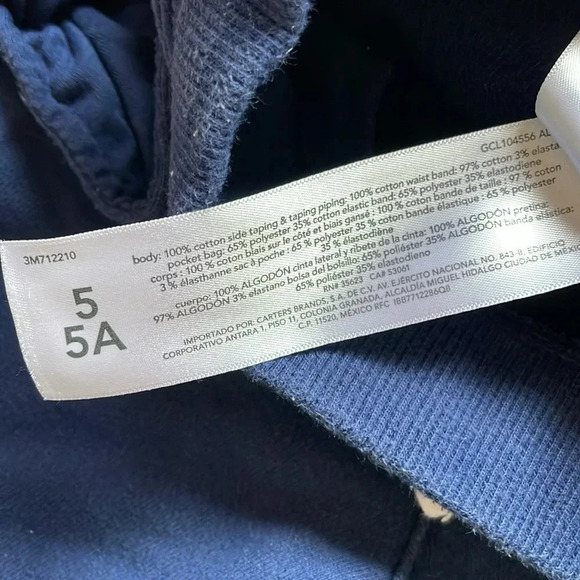 GCL104556 AL
3M712210
5
5A
body: 100% cotton side taping & taping piping: 100% cotton waist band: 97% cotton 3% elasta
pocket bag: 65% polyester 35% cotton elastic band: 65% polyester 35% elastodiene
corps : 100 % coton biais sur le côté et biais gansé : 100 % coton bande de taille : 97 % coton
3 % élasthanne sac à poche : 65 % polyester 35 % coton bande élastique : 65 % polyester
35 % élastodiène
cuerpo: 100% ALGODÓN cinta lateral y ribete de la cinta: 100% ALGODÓN pretina:
97% ALGODÓN 3% elastano bolsa del bolsillo: 65% poliéster 35% ALGODÓN banda elástica:
65% poliéster 35% elastodieno
RN# 35623 CA# 53061
IMPORTADO POR: CARTERS BRANDS, S.A. DE C.V. AV. EJÉRCITO NACIONAL NO. 843-B EDIFICIO
CORPORATIVO ANTARA 1, PISO 11, COLONIA GRANADA, ALCALDÍA MIGUEL HIDALGO CIUDAD DE MÉXI
C.P. 11520, MÉXICO RFC IBB7712286Q8